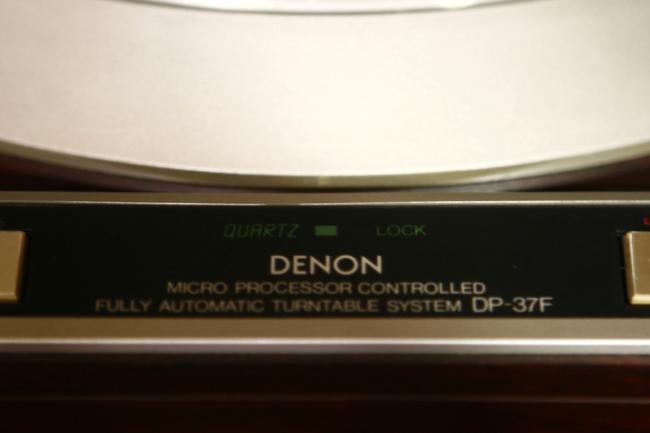 QUARTZ LOCK
DENON
MICRO PROCESSOR CONTROLLED
FULLY AUTOMATIC TURNTABLE SYSTEM DP-37F